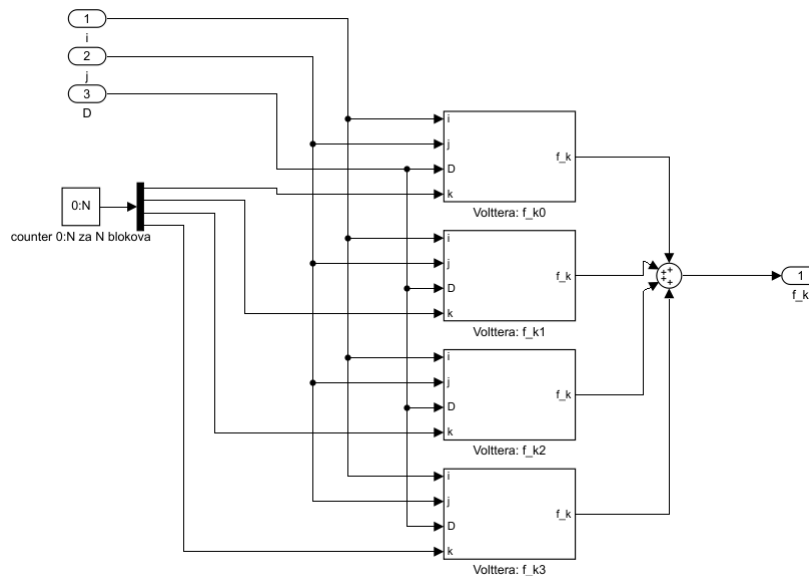 1
i
2
j
3
D
0:N
counter 0:N za N blokova
i
j
D
k
f_k
Volttera: f_k0
i
j
D
k
f_k
Volttera: f_k1
i
j
D
k
f_k
Volttera: f_k2
i
j
D
k
f_k
Volttera: f_k3
+
+
+
+
1
f_k